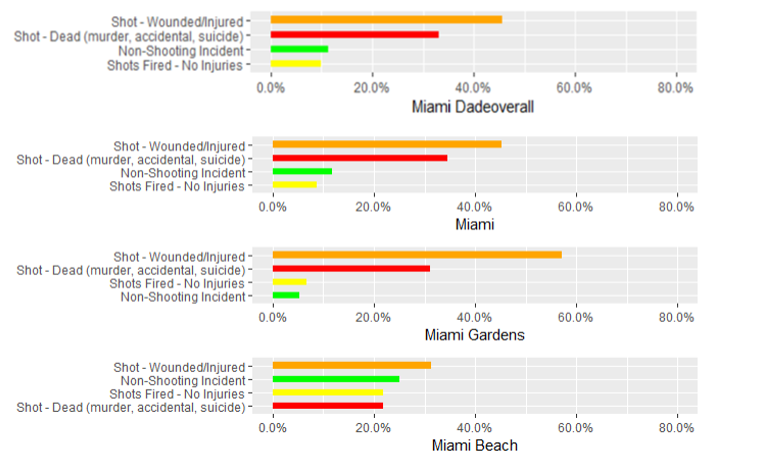 Shot - Wounded/Injured
Shot - Dead (murder, accidental, suicide)
Non-Shooting Incident
Shots Fired - No Injuries
0.0% 20.0% 40.0% 60.0% 80.0%
Miami Dadeoverall
Shot - Wounded/Injured
Shot - Dead (murder, accidental, suicide)
Non-Shooting Incident
Shots Fired - No Injuries
0.0% 20.0% 40.0% 60.0% 80.0%
Miami
Shot - Wounded/Injured
Shot - Dead (murder, accidental, suicide)
Shots Fired - No Injuries
Non-Shooting Incident
0.0% 20.0% 40.0% 60.0% 80.0%
Miami Gardens
Shot - Wounded/Injured
Non-Shooting Incident
Shots Fired - No Injuries
Shot - Dead (murder, accidental, suicide)
0.0% 20.0% 40.0% 60.0% 80.0%
Miami Beach